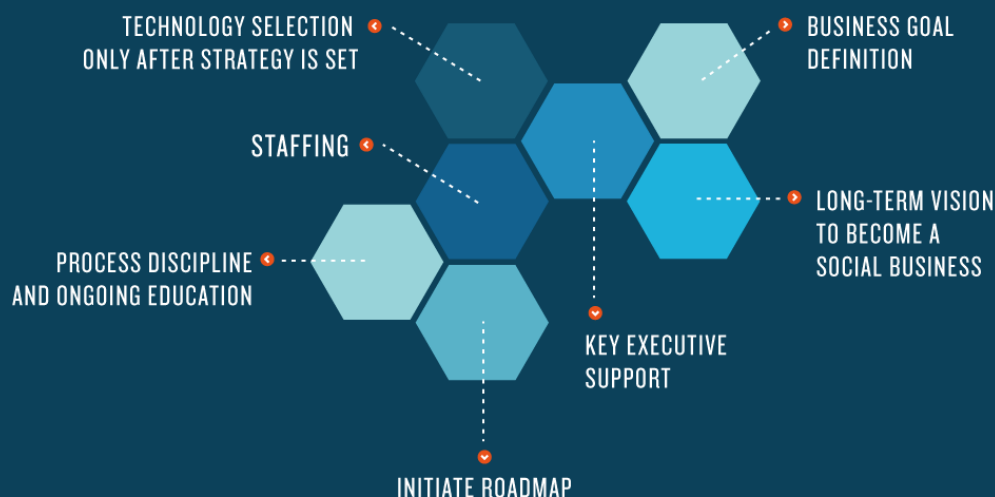 TECHNOLOGY SELECTION
ONLY AFTER STRATEGY IS SET
BUSINESS GOAL
DEFINITION
STAFFING
LONG-TERM VISION
TO BECOME A
SOCIAL BUSINESS
PROCESS DISCIPLINE
AND ONGOING EDUCATION
KEY EXECUTIVE
SUPPORT
INITIATE ROADMAP